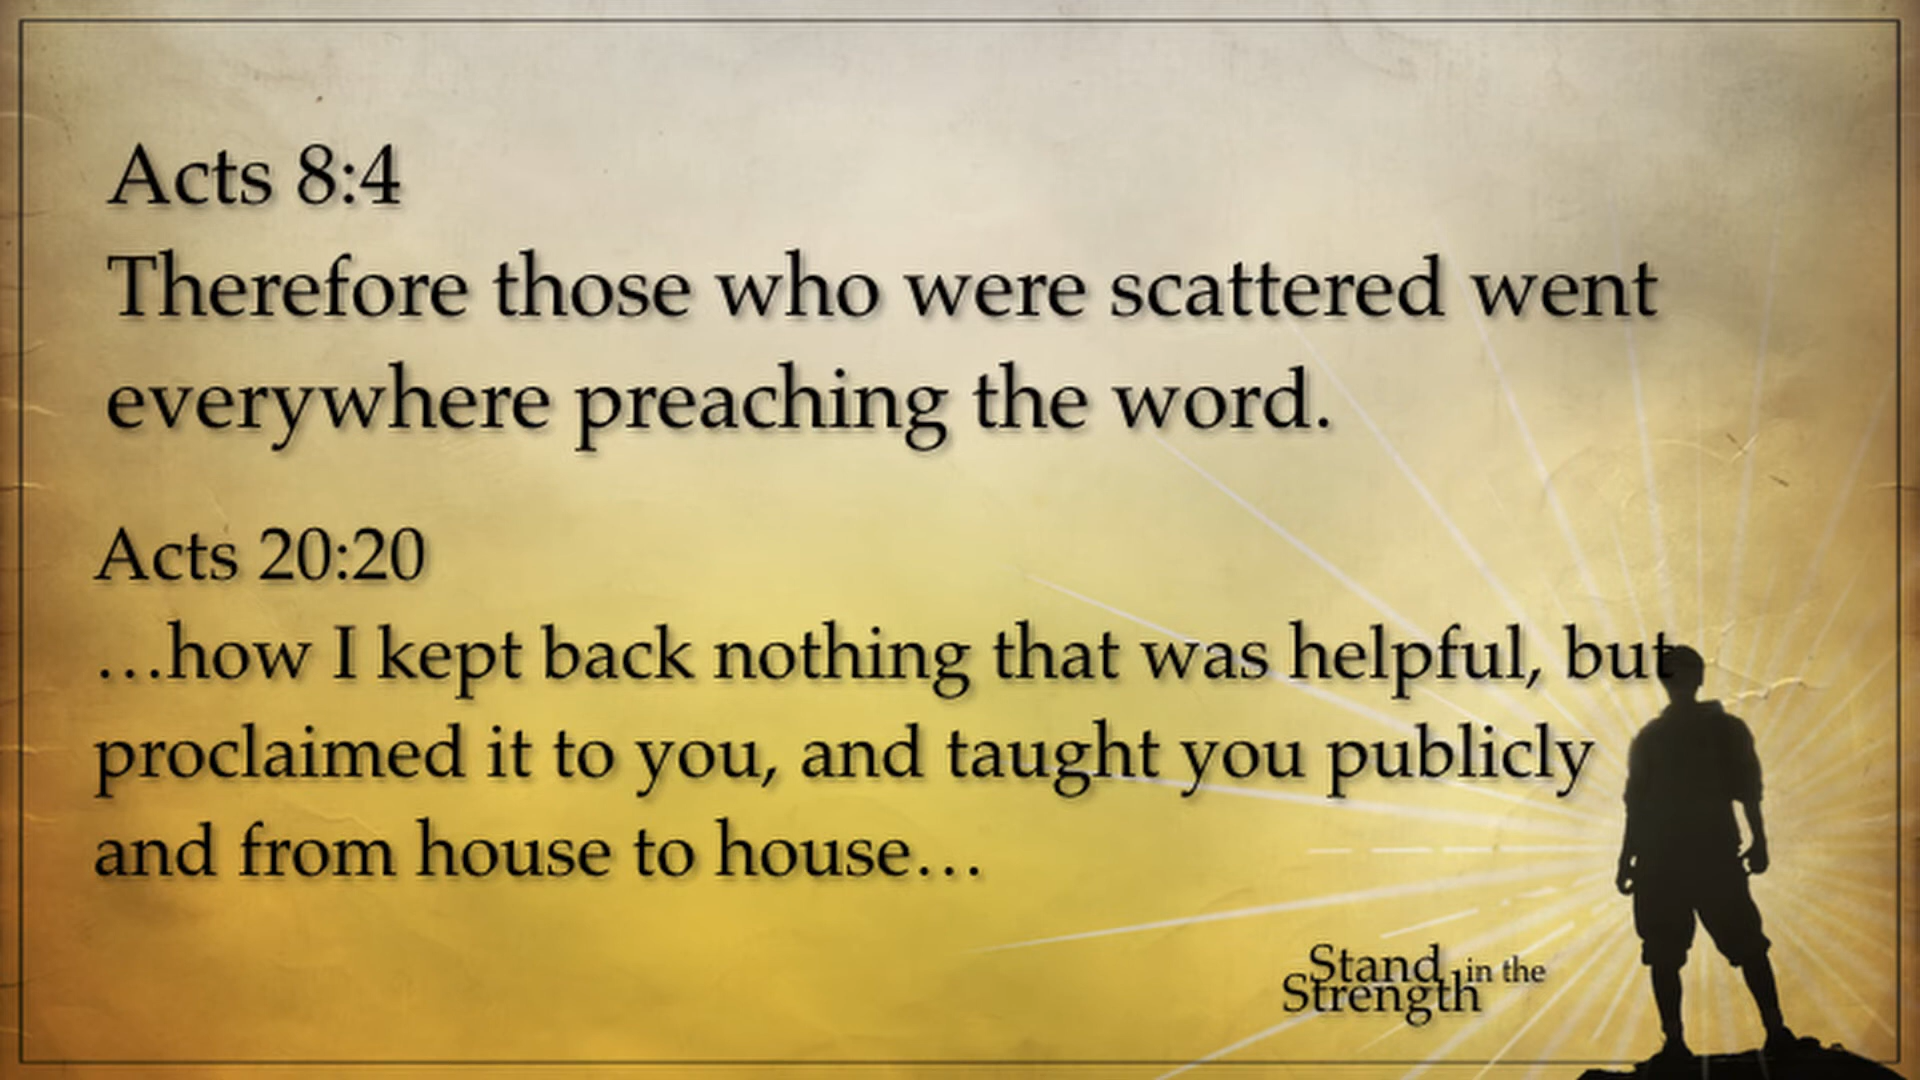 Acts 8:4
Therefore those who were scattered went
everywhere preaching the word.
Acts 20:20
…how I kept back nothing that was helpful, but
proclaimed it to you, and taught you publicly
and from house to house…
Stand in the
Strength